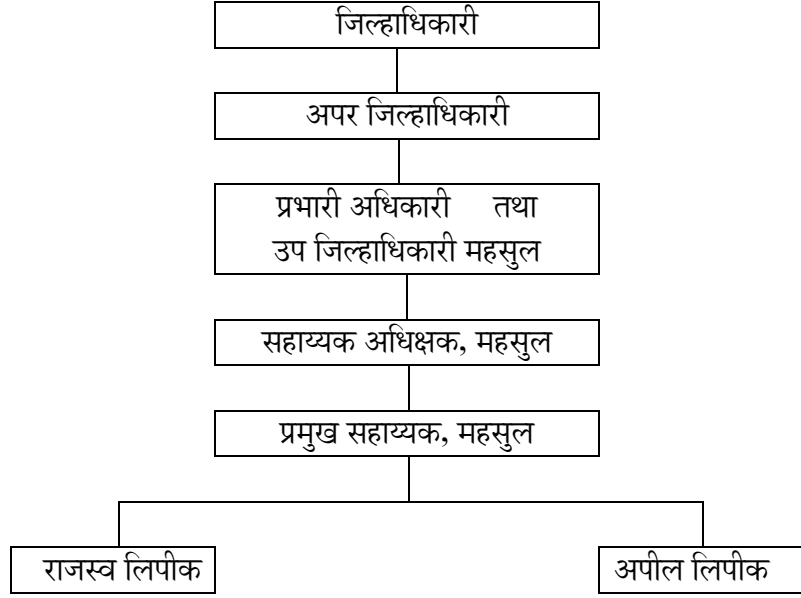 जिल्हाधिकारी
अपर जिल्हाधिकारी
प्रभारी अधिकारी तथा
उप जिल्हाधिकारी महसुल
सहाय्यक अधिक्षक, महसुल
प्रमुख सहाय्यक, महसुल
राजस्व लिपीक
अपील लिपीक